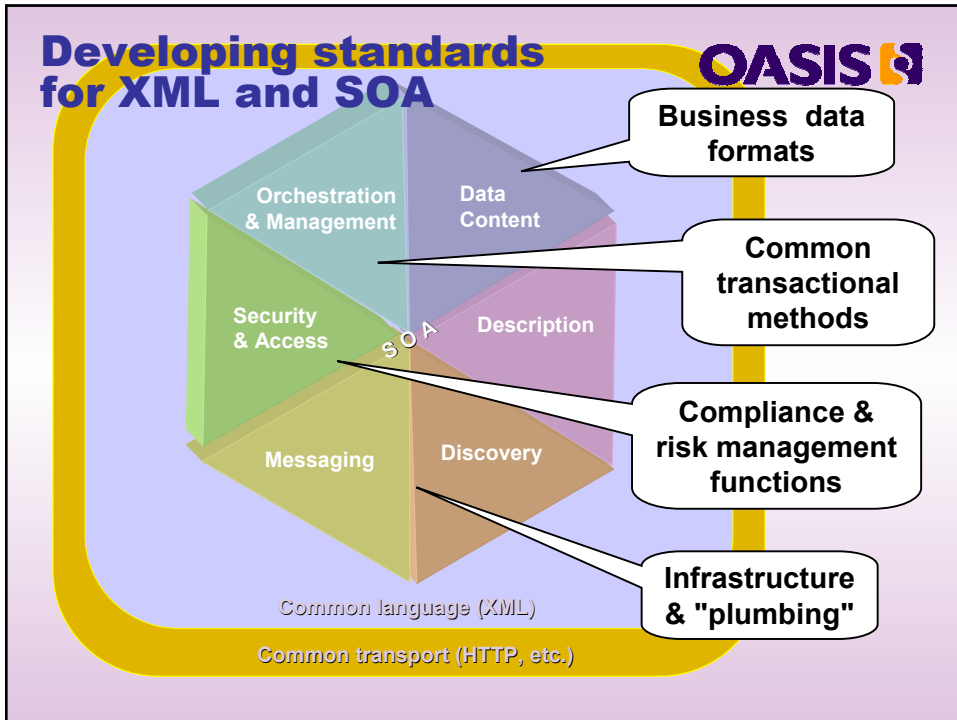 Developing standards
for XML and SOA
OASIS
Business data
formats
Orchestration
& Management
Data
Content
Common
transactional
methods
Security
& Access
SOA
Description
Compliance &
risk management
functions
Messaging
Discovery
Infrastructure
& "plumbing"
Common language (XML)
Common transport (HTTP, etc.)